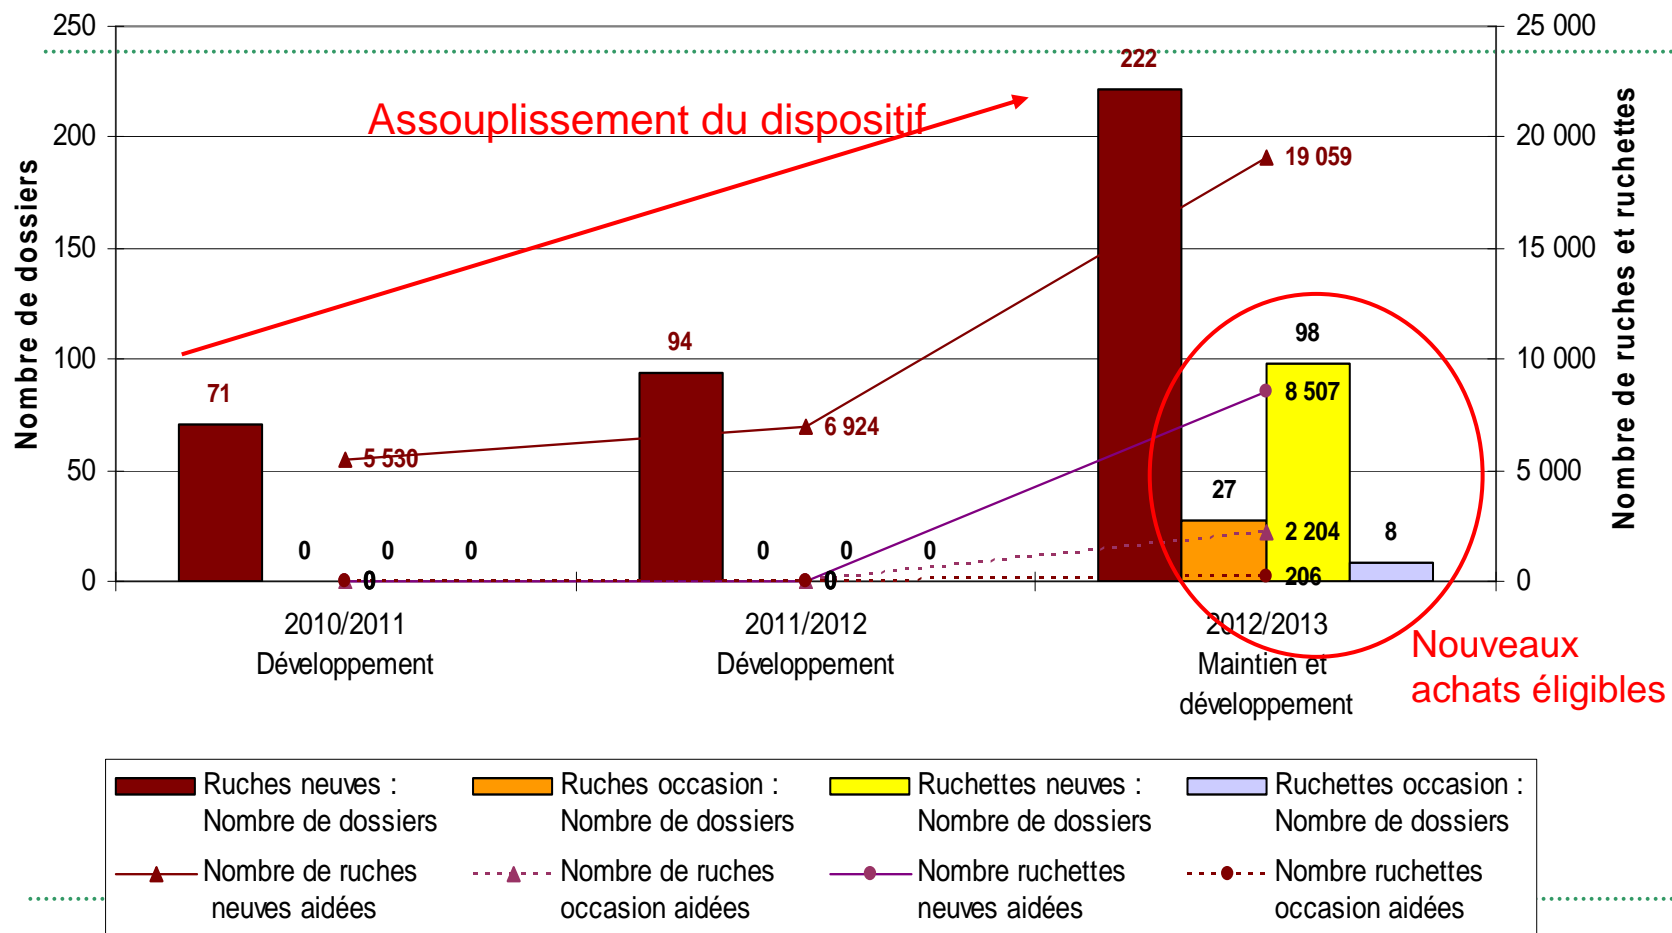 250
200
150
100
50
0
Nombre de dossiers
25 000
20 000
15 000
10 000
5 000
0
Nombre de ruches et ruchettes
Assouplissement du dispositif
71
5 530
0
0
0
0
94
6 924
0
0
0
0
222
19 059
98
8 507
27
2 204
8
206
2010/2011
Développement
2011/2012
Développement
2012/2013
Maintien et
développement
Nouveaux
achats éligibles
Ruches neuves :
Nombre de dossiers
Ruches occasion :
Nombre de dossiers
Ruchettes neuves :
Nombre de dossiers
Ruchettes occasion :
Nombre de dossiers
Nombre de ruches
neuves aidées
Nombre de ruches
occasion aidées
Nombre ruchettes
neuves aidées
Nombre ruchettes
occasion aidées